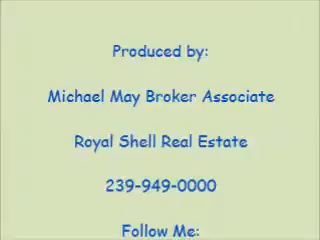 Produced by:
Michael May Broker Associate
Royal Shell Real Estate
239-949-0000
Follow Me: